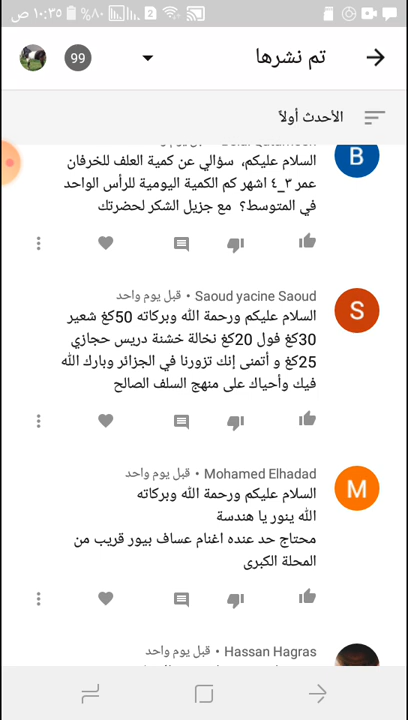 ١٠:٣٥ ص
٨٠%
2
تم نشرها
99
الأحدث أولاً
B
السلام عليكم، سؤالي عن كمية العلف للخرفان
عمر ٣_٤ اشهر كم الكمية اليومية للرأس الواحد
في المتوسط؟ مع جزيل الشكر لحضرتك
S
Saoud yacine Saoud • قبل يوم واحد
السلام عليكم ورحمة الله وبركاته 50كغ شعير
30كغ فول 20كغ نخالة خشنة دريس حجازي
25كغ و أتمنى إنك تزورنا في الجزائر وبارك الله
فيك وأحياك على منهج السلف الصالح
M
Mohamed Elhadad • قبل يوم واحد
السلام عليكم ورحمة الله وبركاته
الله ينور يا هندسة
محتاج حد عنده اغنام عساف بيور قريب من
المحلة الكبرى
Hassan Hagras • قبل يوم واحد